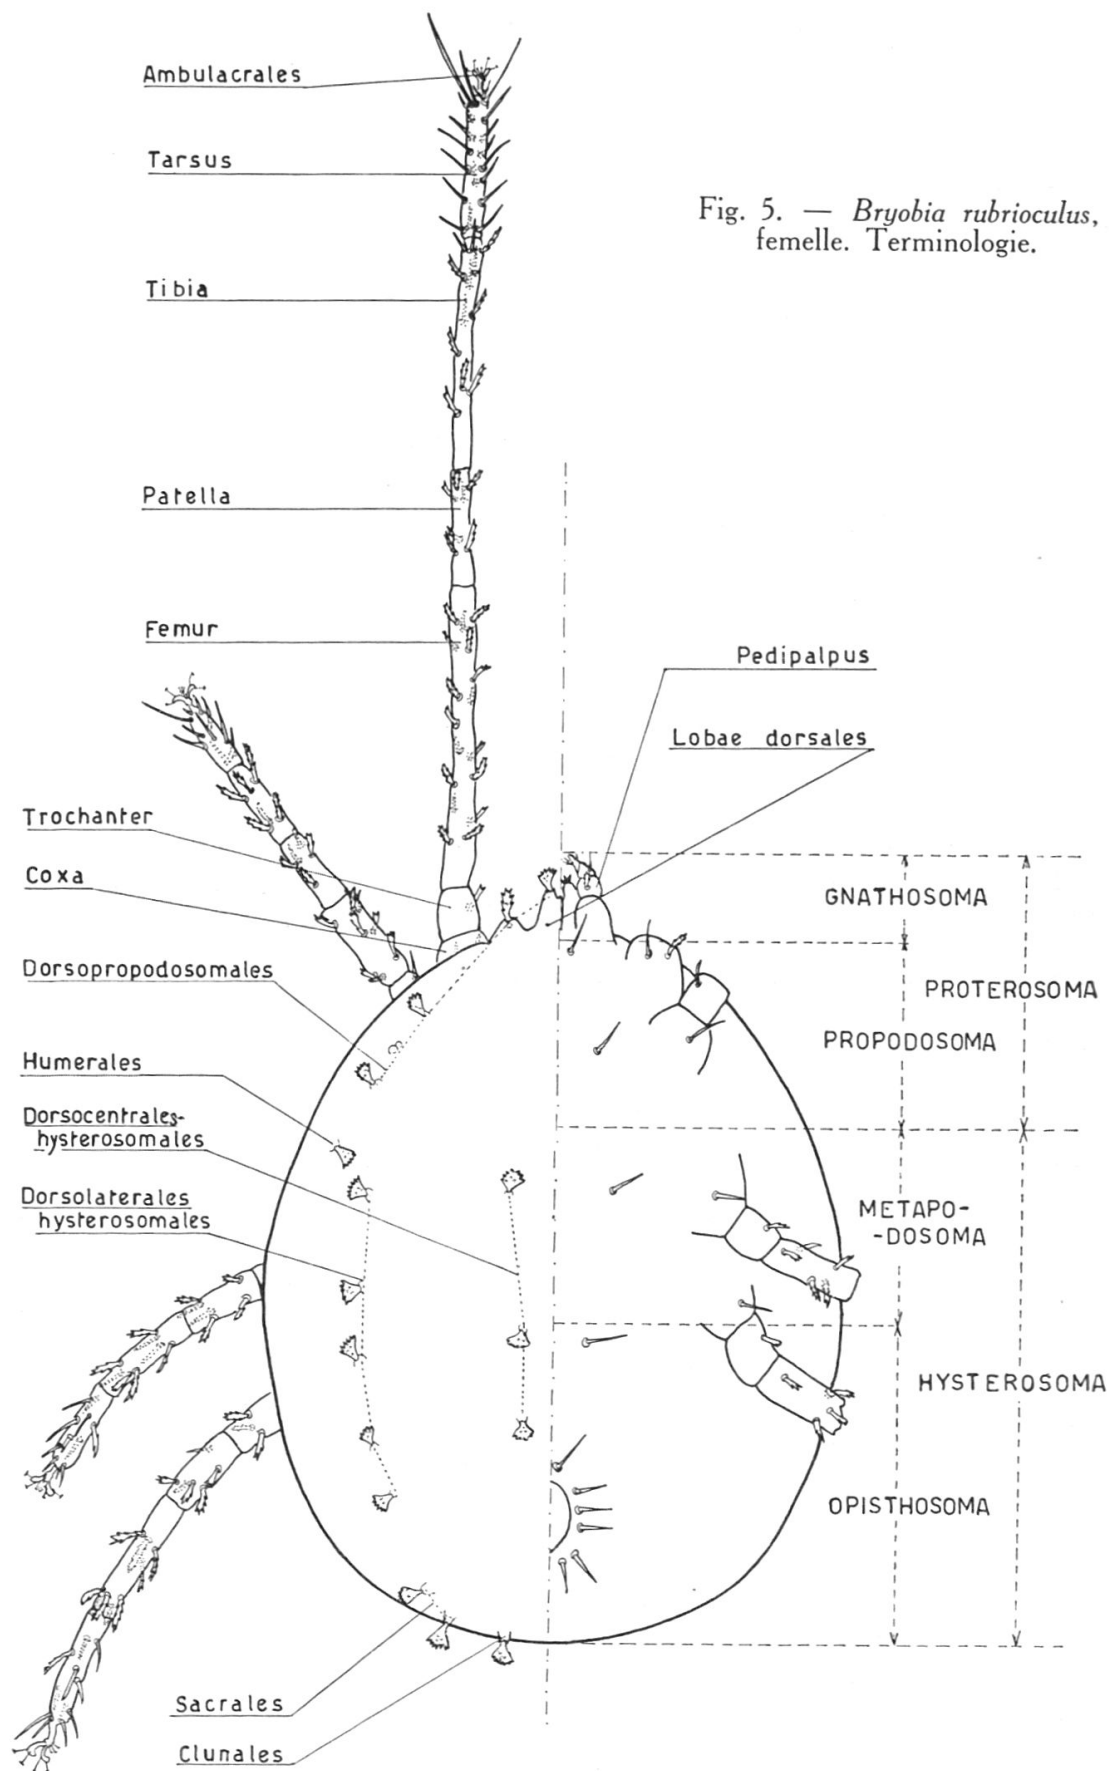 Ambulacrales
Tarsus
Fig. 5. — Bryobia rubrioculus,
femelle. Terminologie.
Tibia
Patella
Femur
Pedipalpus
Lobae dorsales
Trochanter
Coxa
GNATHOSOMA
Dorsopropodosomales
PROTEROSOMA
PROPODOSOMA
Humerales
Dorsocentrales-
hysterosomales
Dorsolaterales
hysterosomales
METAPO-
-DOSOMA
HYSTEROSOMA
OPISTHOSOMA
Sacrales
Clunales